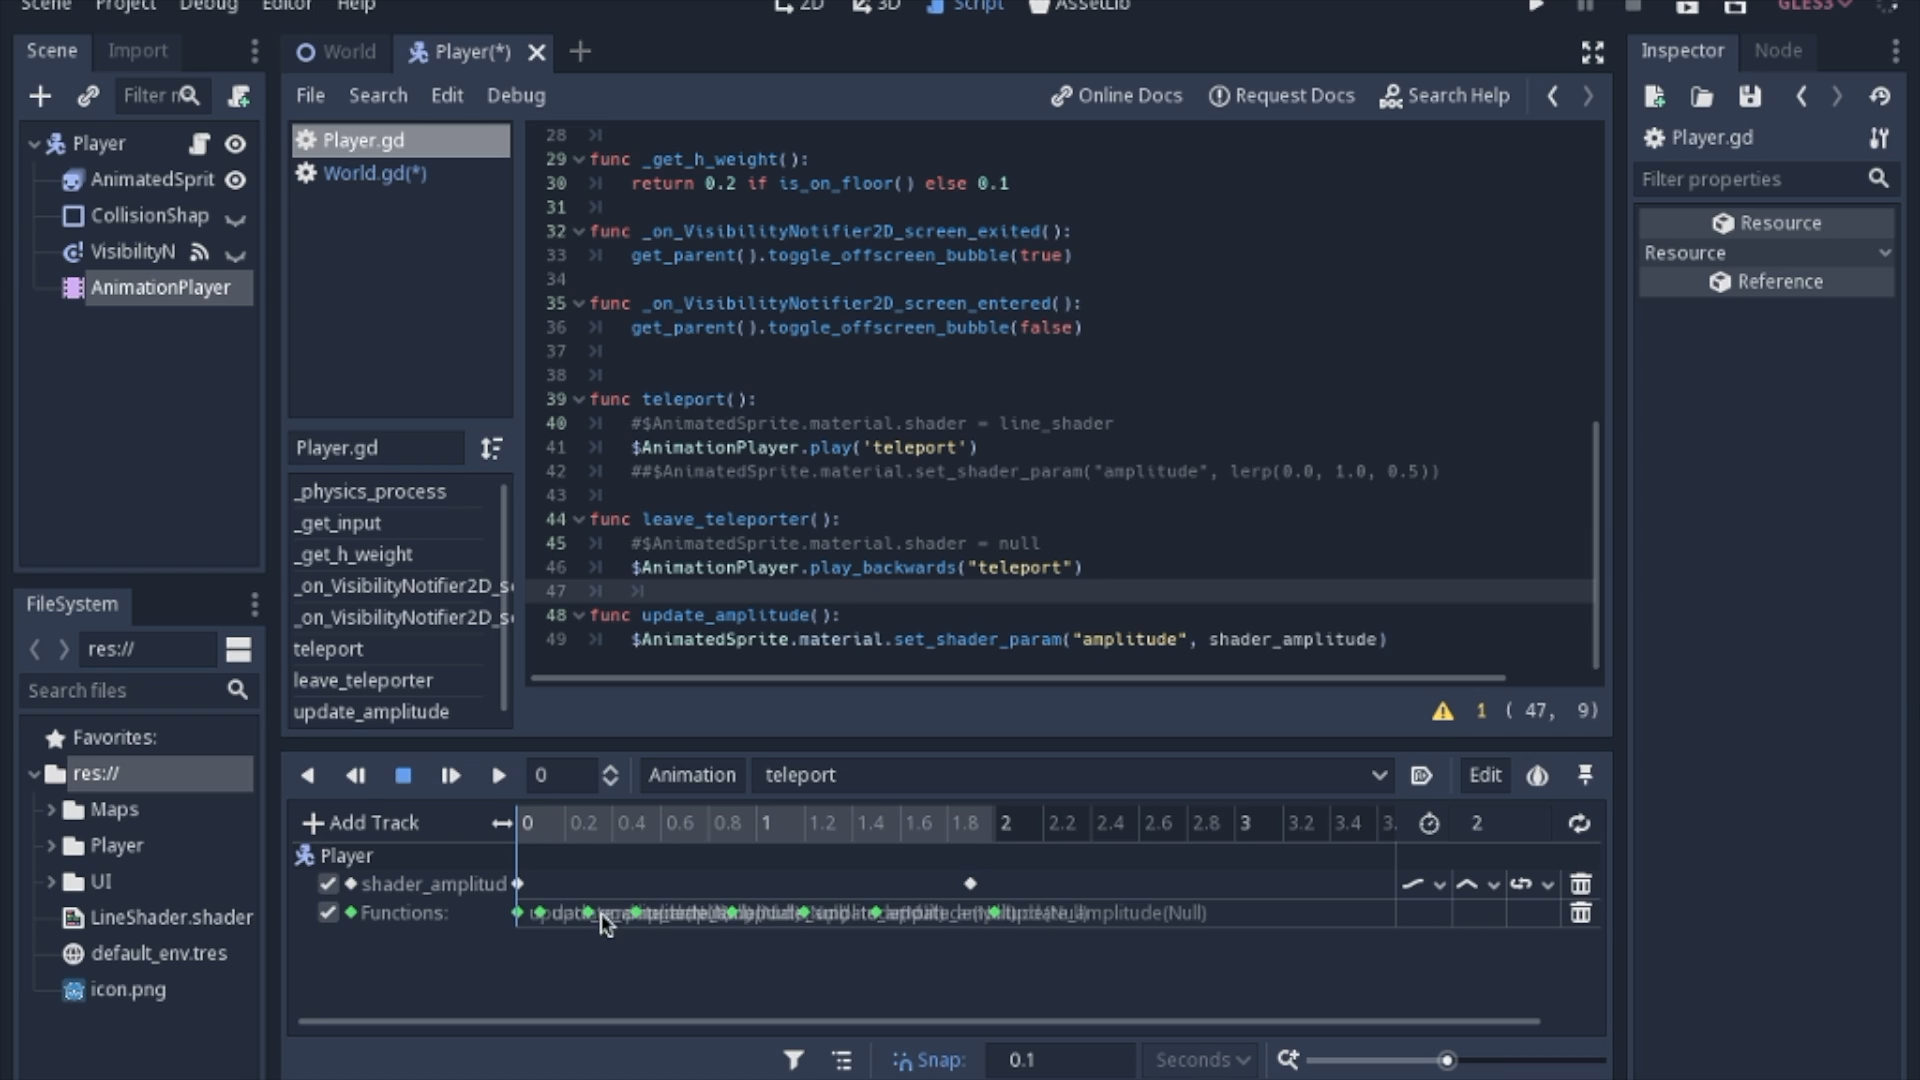 Scene Project Debug Editor Help
2D 3D Script AssetLib
GLES3
Scene Import
World Player(*)
Inspector Node
Filter n
File Search Edit Debug
Online Docs Request Docs Search Help
Player
AnimatedSprit
CollisionShap
VisibilityN
AnimationPlayer
Player.gd
World.gd(*)
28
29 func _get_h_weight():
30 return 0.2 if is_on_floor() else 0.1
31
32 func _on_VisibilityNotifier2D_screen_exited():
33 get_parent().toggle_offscreen_bubble(true)
34
35 func _on_VisibilityNotifier2D_screen_entered():
36 get_parent().toggle_offscreen_bubble(false)
37
38
39 func teleport():
40 #$AnimatedSprite.material.shader = line_shader
41 $AnimationPlayer.play('teleport')
42 ##$AnimatedSprite.material.set_shader_param("amplitude", lerp(0.0, 1.0, 0.5))
43
44 func leave_teleporter():
45 #$AnimatedSprite.material.shader = null
46 $AnimationPlayer.play_backwards("teleport")
47
48 func update_amplitude():
49 $AnimatedSprite.material.set_shader_param("amplitude", shader_amplitude)
1 ( 47, 9)
Player.gd
_physics_process
_get_input
_get_h_weight
_on_VisibilityNotifier2D_s
_on_VisibilityNotifier2D_s
teleport
leave_teleporter
update_amplitude
Player.gd
Filter properties
Resource
Resource
Reference
FileSystem
res://
Search files
Favorites:
res://
Maps
Player
UI
LineShader.shader
default_env.tres
icon.png
0 Animation teleport Edit
Add Track 0 0.2 0.4 0.6 0.8 1 1.2 1.4 1.6 1.8 2 2.2 2.4 2.6 2.8 3 3.2 3.4 3. 2
Player
shader_amplitud
Functions: amplitude(Null)
Snap: 0.1 Seconds